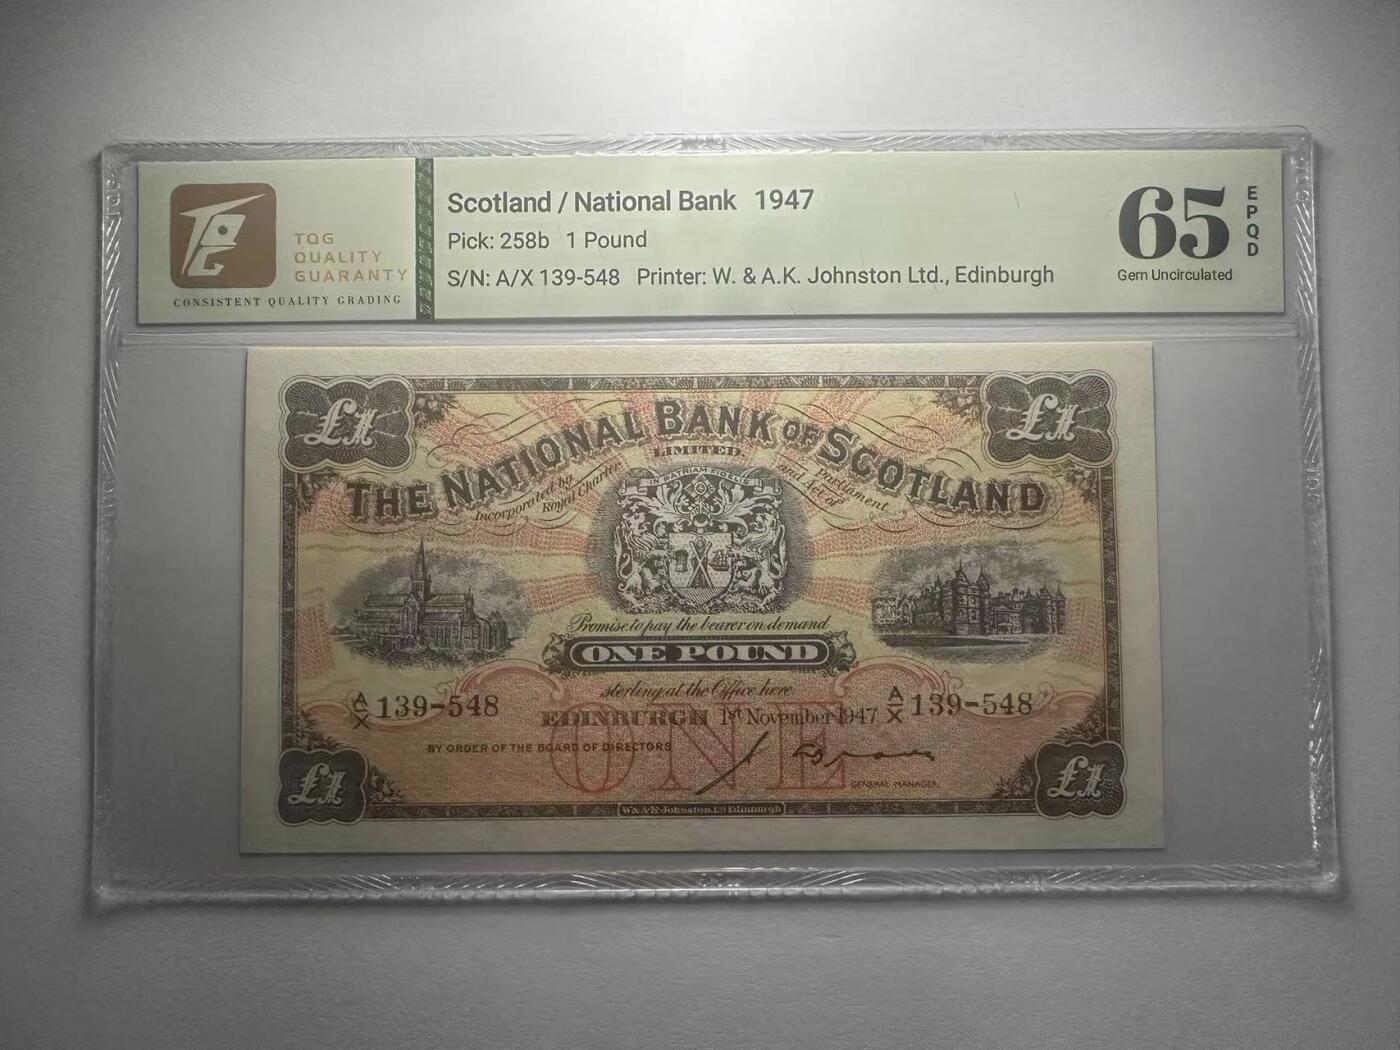 TQG
QUALITY
GUARANTY
CONSISTENT QUALITY GRADING
Scotland / National Bank 1947
Pick: 258b 1 Pound
S/N: A/X 139-548 Printer: W. & A.K. Johnston Ltd., Edinburgh
65
EPQD
Gem Uncirculated
£1
£1
THE NATIONAL BANK OF SCOTLAND
LIMITED
Incorporated by
Royal Charter
and Act of
Parliament
IN PATRIAM FIDELIS
Promise to pay the bearer on demand
ONE POUND
sterling at the Office here
A/X 139-548
A/X 139-548
EDINBURGH 1st November 1947
BY ORDER OF THE BOARD OF DIRECTORS
ONE
GENERAL MANAGER.
£1
£1
W.& A.K. Johnston, Ltd Edinburgh